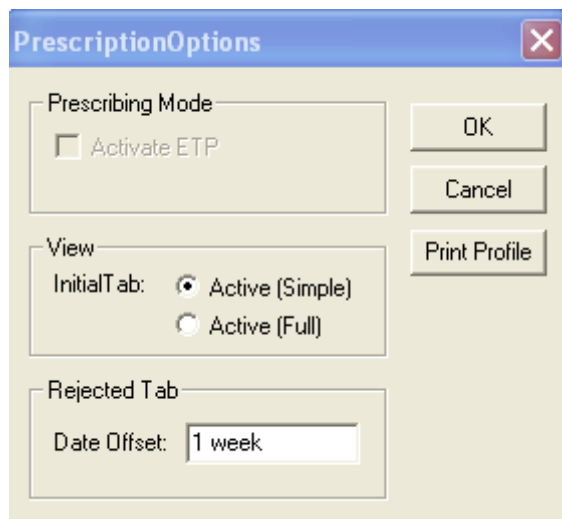 PrescriptionOptions
Prescribing Mode
Activate ETP
OK
Cancel
Print Profile
View
InitialTab:
Active (Simple)
Active (Full)
Rejected Tab
Date Offset: 1 week